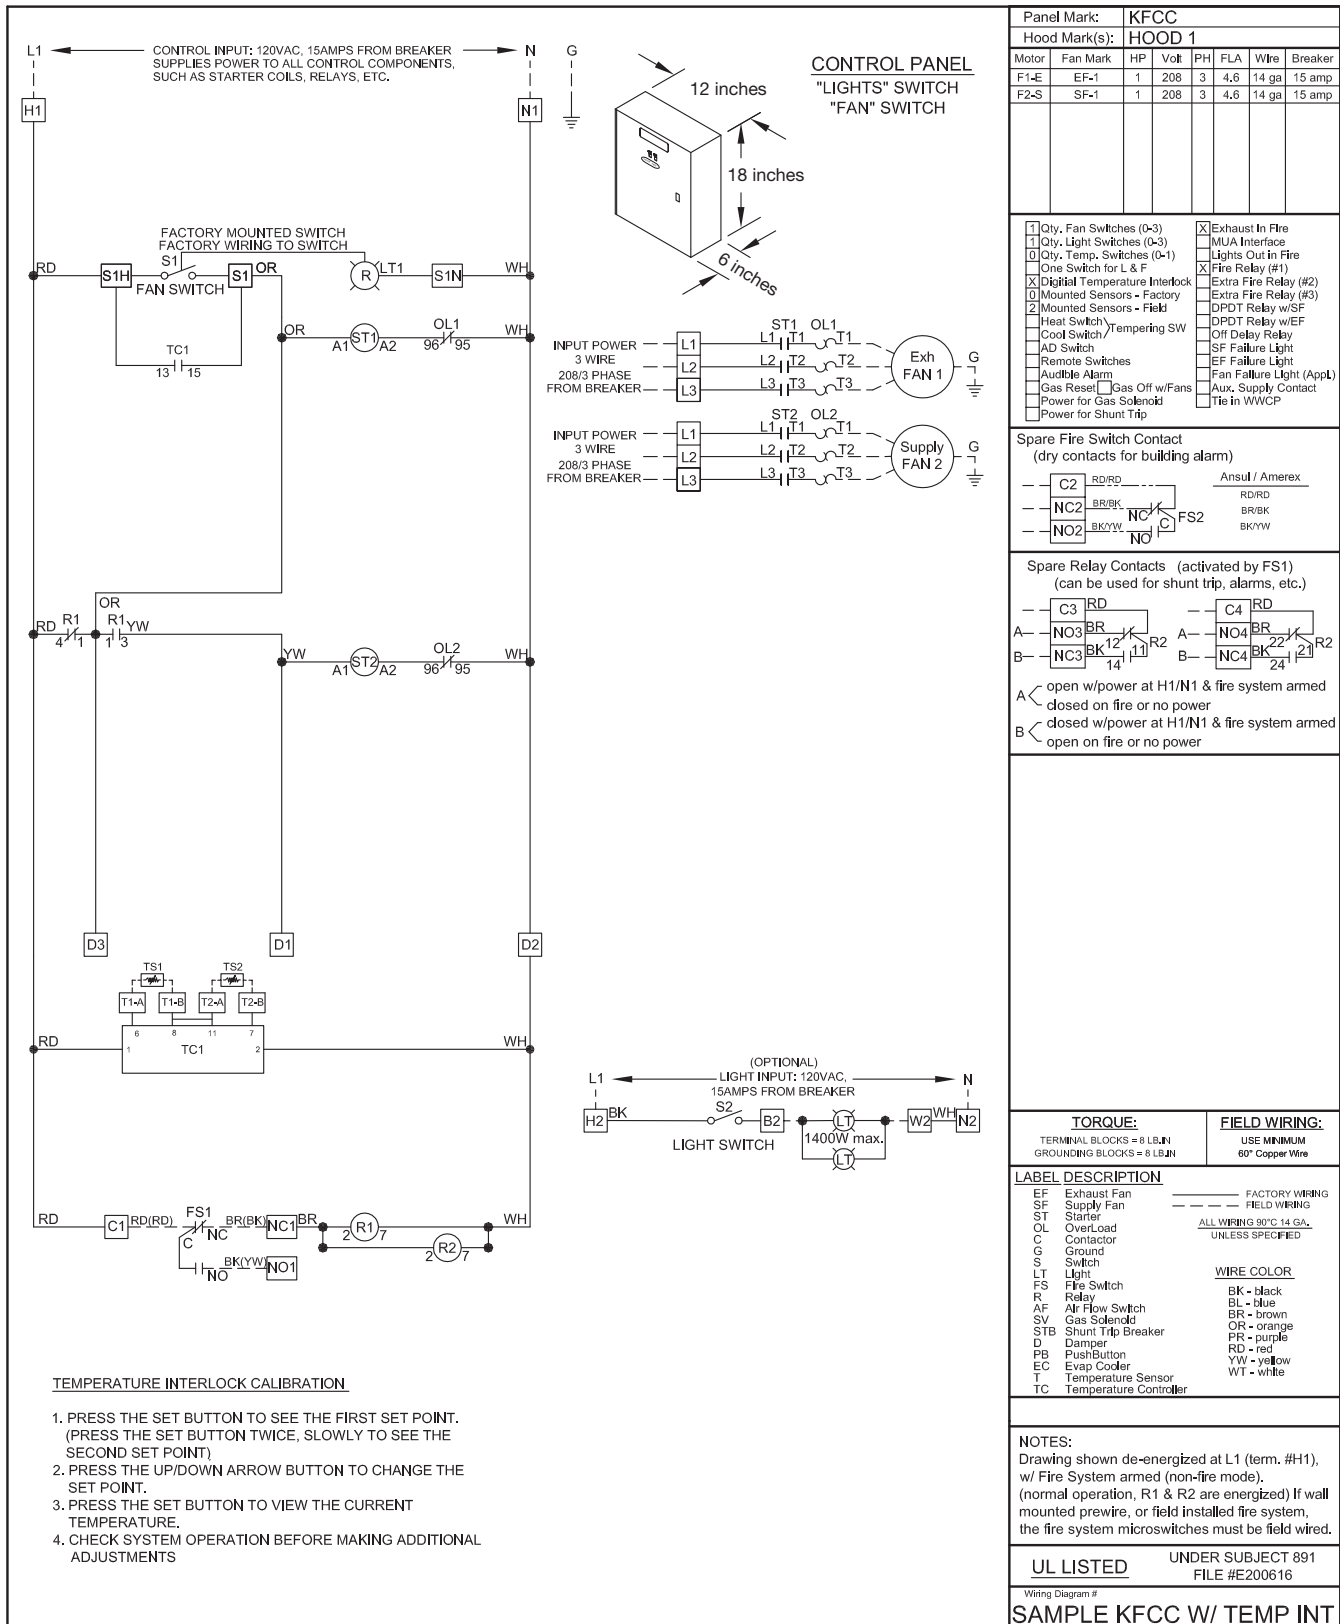 L1
CONTROL INPUT: 120VAC, 15AMPS FROM BREAKER
SUPPLIES POWER TO ALL CONTROL COMPONENTS,
SUCH AS STARTER COILS, RELAYS, ETC.
N
G
H1
N1
CONTROL PANEL
"LIGHTS" SWITCH
"FAN" SWITCH
12 inches
18 inches
6 inches
FACTORY MOUNTED SWITCH
FACTORY WIRING TO SWITCH
RD
S1H
S1
FAN SWITCH
S1
OR
R
LT1
S1N
WH
TC1
13
15
OR
A1
ST1
A2
OL1
96
95
WH
INPUT POWER
3 WIRE
208/3 PHASE
FROM BREAKER
L1
L2
L3
ST1
OL1
L1
T1
T1
L2
T2
T2
L3
T3
T3
Exh
FAN 1
G
INPUT POWER
3 WIRE
208/3 PHASE
FROM BREAKER
L1
L2
L3
ST2
OL2
L1
T1
T1
L2
T2
T2
L3
T3
T3
Supply
FAN 2
G
OR
RD
R1
4
1
R1
1
3
YW
YW
A1
ST2
A2
OL2
96
95
WH
D3
D1
D2
TS1
TS2
T1-A
T1-B
T2-A
T2-B
6
8
11
7
RD
1
TC1
2
WH
(OPTIONAL)
L1
LIGHT INPUT: 120VAC,
15AMPS FROM BREAKER
N
H2
BK
S2
LIGHT SWITCH
B2
LT
1400W max.
LT
W2
WH
N2
RD
C1
RD(RD)
FS1
C
NC
BR(BK)
NC1
BR
2
R1
7
WH
2
R2
7
NO
BK(YW)
NO1
TEMPERATURE INTERLOCK CALIBRATION
1. PRESS THE SET BUTTON TO SEE THE FIRST SET POINT.
(PRESS THE SET BUTTON TWICE, SLOWLY TO SEE THE
SECOND SET POINT)
2. PRESS THE UP/DOWN ARROW BUTTON TO CHANGE THE
SET POINT.
3. PRESS THE SET BUTTON TO VIEW THE CURRENT
TEMPERATURE.
4. CHECK SYSTEM OPERATION BEFORE MAKING ADDITIONAL
ADJUSTMENTS
Panel Mark: KFCC
Hood Mark(s): HOOD 1
Motor Fan Mark HP Volt PH FLA Wire Breaker
F1-E EF-1 1 208 3 4.6 14 ga 15 amp
F2-S SF-1 1 208 3 4.6 14 ga 15 amp
1 Qty. Fan Switches (0-3)
1 Qty. Light Switches (0-3)
0 Qty. Temp. Switches (0-1)
One Switch for L & F
X Digitial Temperature Interlock
0 Mounted Sensors - Factory
2 Mounted Sensors - Field
Heat Switch
Cool Switch
Tempering SW
AD Switch
Remote Switches
Audible Alarm
Gas Reset Gas Off w/Fans
Power for Gas Solenoid
Power for Shunt Trip
X Exhaust in Fire
MUA Interface
Lights Out in Fire
X Fire Relay (#1)
Extra Fire Relay (#2)
Extra Fire Relay (#3)
DPDT Relay w/SF
DPDT Relay w/EF
Off Delay Relay
SF Failure Light
EF Failure Light
Fan Failure Light (Appl.)
Aux. Supply Contact
Tie in WWCP
Spare Fire Switch Contact
(dry contacts for building alarm)
C2
RD/RD
NC2
BR/BK
NC
FS2
NO2
BK/YW
NO
C
Ansul / Amerex
RD/RD
BR/BK
BK/YW
Spare Relay Contacts (activated by FS1)
(can be used for shunt trip, alarms, etc.)
C3
RD
A
NO3
BR
12
11
R2
B
NC3
BK
14
C4
RD
A
NO4
BR
22
21
R2
B
NC4
BK
24
A
open w/power at H1/N1 & fire system armed
closed on fire or no power
B
closed w/power at H1/N1 & fire system armed
open on fire or no power
TORQUE:
TERMINAL BLOCKS = 8 LB.IN
GROUNDING BLOCKS = 8 LB.IN
FIELD WIRING:
USE MINIMUM
60° Copper Wire
LABEL DESCRIPTION
EF Exhaust Fan
SF Supply Fan
ST Starter
OL OverLoad
C Contactor
G Ground
S Switch
LT Light
FS Fire Switch
R Relay
AF Air Flow Switch
SV Gas Solenoid
STB Shunt Trip Breaker
D Damper
PB PushButton
EC Evap Cooler
T Temperature Sensor
TC Temperature Controller
FACTORY WIRING
FIELD WIRING
ALL WIRING 90°C 14 GA.
UNLESS SPECIFIED
WIRE COLOR
BK - black
BL - blue
BR - brown
OR - orange
PR - purple
RD - red
YW - yellow
WT - white
NOTES:
Drawing shown de-energized at L1 (term. #H1),
w/ Fire System armed (non-fire mode).
(normal operation, R1 & R2 are energized) If wall
mounted prewire, or field installed fire system,
the fire system microswitches must be field wired.
UL LISTED
UNDER SUBJECT 891
FILE #E200616
Wiring Diagram #
SAMPLE KFCC W/ TEMP INT